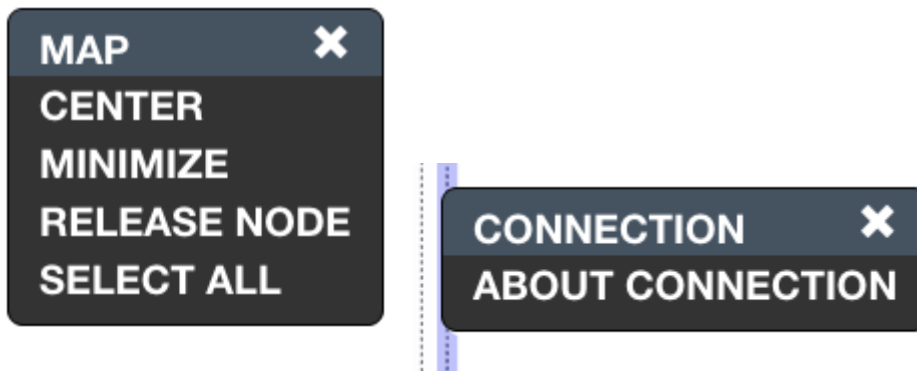 MAP
CENTER
MINIMIZE
RELEASE NODE
SELECT ALL
CONNECTION
ABOUT CONNECTION